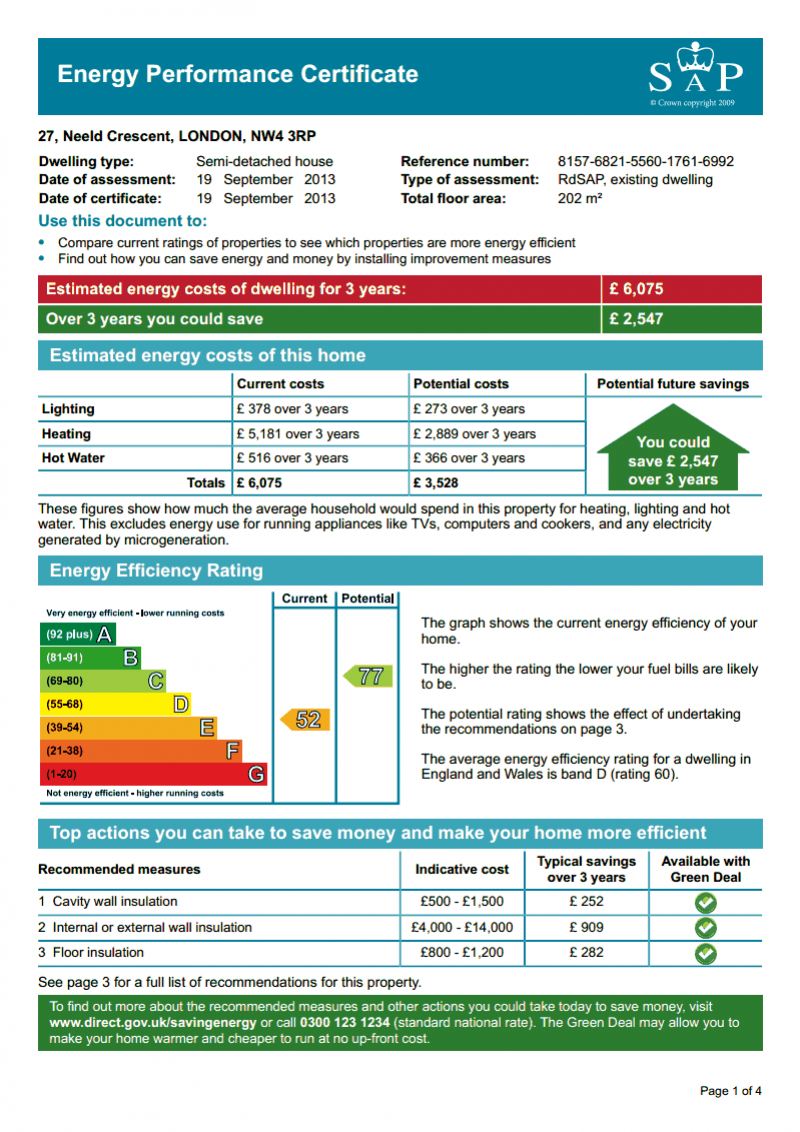 Energy Performance Certificate
SAP
© Crown copyright 2009
27, Neeld Crescent, LONDON, NW4 3RP
Dwelling type: Semi-detached house
Date of assessment: 19 September 2013
Date of certificate: 19 September 2013
Reference number: 8157-6821-5560-1761-6992
Type of assessment: RdSAP, existing dwelling
Total floor area: 202 m²
Use this document to:
• Compare current ratings of properties to see which properties are more energy efficient
• Find out how you can save energy and money by installing improvement measures
Estimated energy costs of dwelling for 3 years: £ 6,075
Over 3 years you could save £ 2,547
Estimated energy costs of this home
Current costs Potential costs Potential future savings
Lighting £ 378 over 3 years £ 273 over 3 years
Heating £ 5,181 over 3 years £ 2,889 over 3 years
Hot Water £ 516 over 3 years £ 366 over 3 years
Totals £ 6,075 £ 3,528
You could
save £ 2,547
over 3 years
These figures show how much the average household would spend in this property for heating, lighting and hot
water. This excludes energy use for running appliances like TVs, computers and cookers, and any electricity
generated by microgeneration.
Energy Efficiency Rating
Current Potential
Very energy efficient - lower running costs
(92 plus) A
(81-91) B
(69-80) C
(55-68) D
(39-54) E
(21-38) F
(1-20) G
Not energy efficient - higher running costs
52
77
The graph shows the current energy efficiency of your
home.
The higher the rating the lower your fuel bills are likely
to be.
The potential rating shows the effect of undertaking
the recommendations on page 3.
The average energy efficiency rating for a dwelling in
England and Wales is band D (rating 60).
Top actions you can take to save money and make your home more efficient
Recommended measures Indicative cost Typical savings over 3 years Available with Green Deal
1 Cavity wall insulation £500 - £1,500 £ 252
2 Internal or external wall insulation £4,000 - £14,000 £ 909
3 Floor insulation £800 - £1,200 £ 282
See page 3 for a full list of recommendations for this property.
To find out more about the recommended measures and other actions you could take today to save money, visit
www.direct.gov.uk/savingenergy or call 0300 123 1234 (standard national rate). The Green Deal may allow you to
make your home warmer and cheaper to run at no up-front cost.
Page 1 of 4